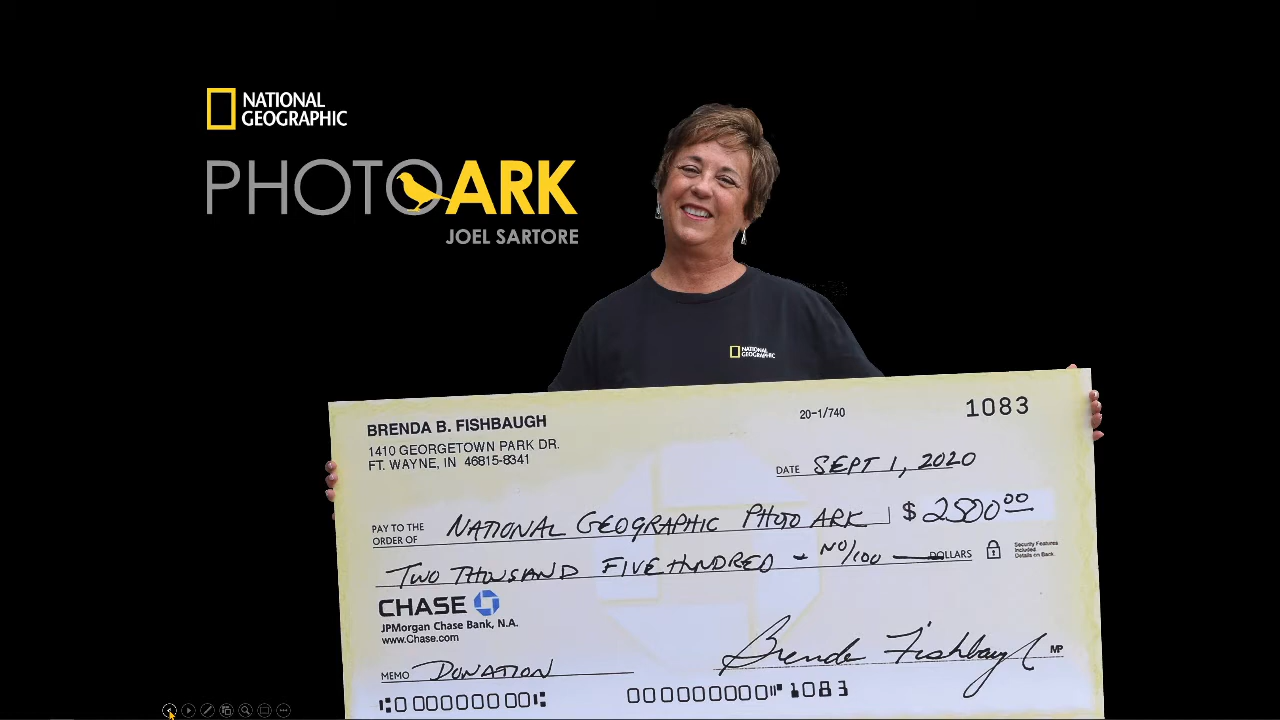 NATIONAL
GEOGRAPHIC
PHOTOARK
JOEL SARTORE
NATIONAL
GEOGRAPHIC
BRENDA B. FISHBAUGH
1410 GEORGETOWN PARK DR.
FT. WAYNE, IN 46815-8341
20-1/740
1083
DATE SEPT 1, 2020
PAY TO THE
ORDER OF NATIONAL GEOGRAPHIC PHOTO ARK $ 2500 00
TWO THOUSAND FIVE HUNDRED - NO/100 DOLLARS
Security Features
Included
Details on Back.
CHASE
JPMorgan Chase Bank, N.A.
www.Chase.com
MEMO DONATION
Brenda Fishbaugh MP
⑆000000000⑆ 0000000000⑈ 1083